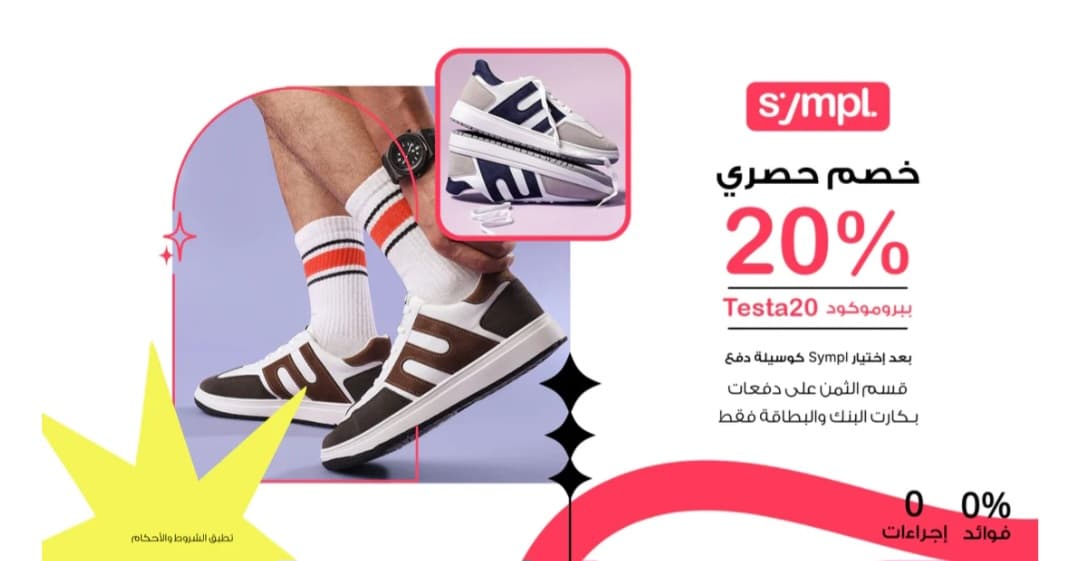 sympl.
خصم حصري
20%
ببروموكود Testa20
بعد إختيار Sympl كوسيلة دفع
قسم الثمن على دفعات
بكارت البنك والبطاقة فقط
0% 0
فوائد إجراءات
تطبق الشروط والأحكام